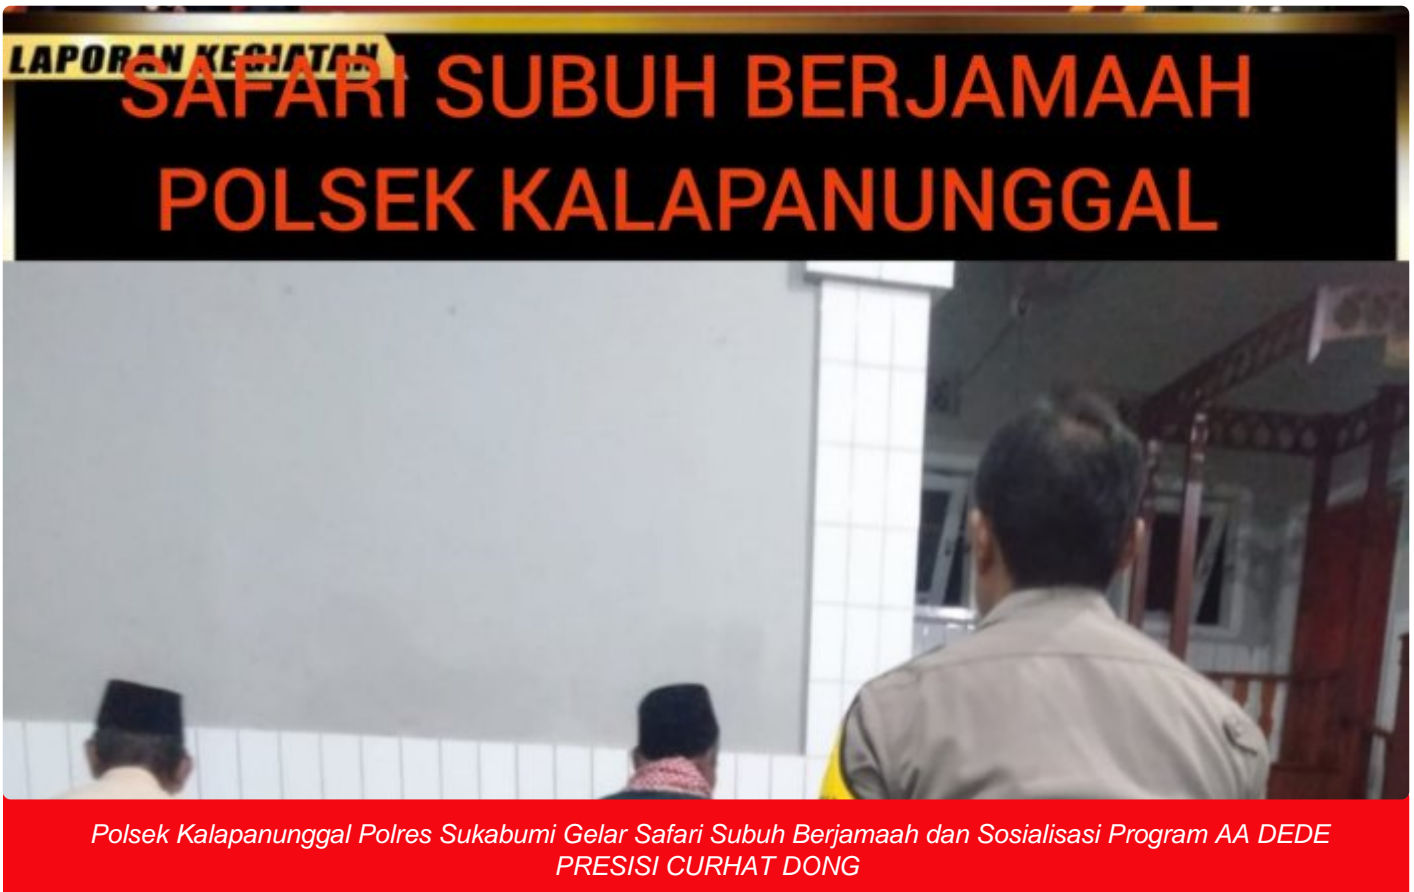 LAPORAN KEGIATAN
SAFARI SUBUH BERJAMAAH
POLSEK KALAPANUNGGAL
Polsek Kalapanunggal Polres Sukabumi Gelar Safari Subuh Berjamaah dan Sosialisasi Program AA DEDE
PRESISI CURHAT DONG